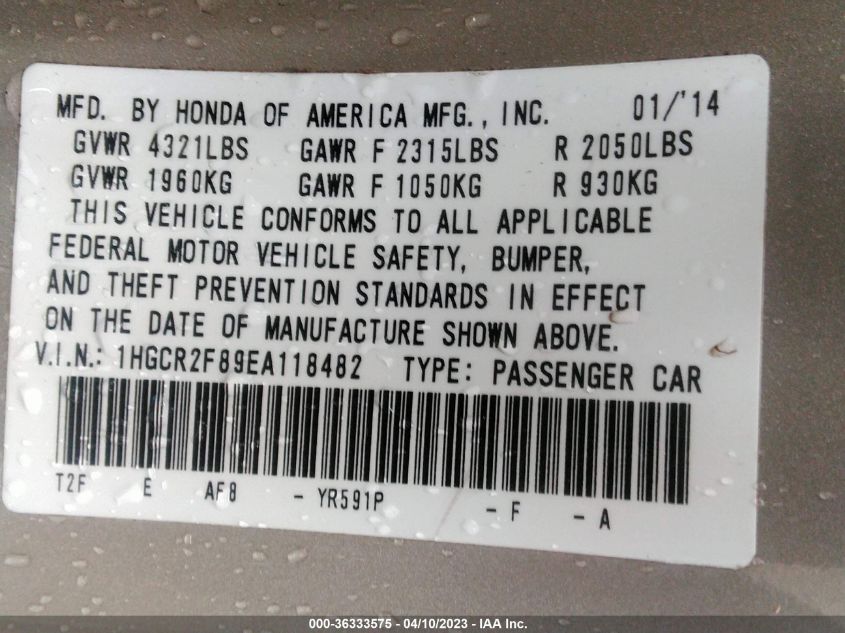 MFD. BY HONDA OF AMERICA MFG., INC. 01/'14
GVWR 4321LBS GAWR F 2315LBS R 2050LBS
GVWR 1960KG GAWR F 1050KG R 930KG
THIS VEHICLE CONFORMS TO ALL APPLICABLE
FEDERAL MOTOR VEHICLE SAFETY, BUMPER,
AND THEFT PREVENTION STANDARDS IN EFFECT
ON THE DATE OF MANUFACTURE SHOWN ABOVE.
V.I.N.: 1HGCR2F89EA118482 TYPE: PASSENGER CAR
T2F E AF8 - YR591P - F - A
000-36333575 - 04/10/2023 - IAA Inc.